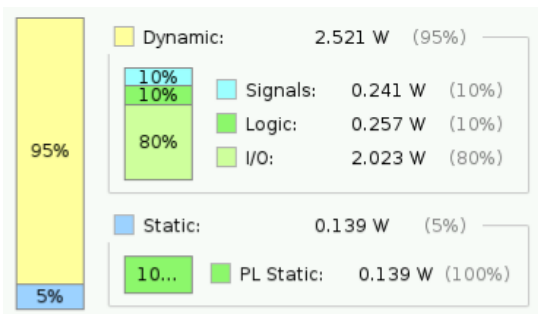 Dynamic: 2.521 W (95%)
10%
10%
80%
Signals: 0.241 W (10%)
Logic: 0.257 W (10%)
I/O: 2.023 W (80%)
95%
Static: 0.139 W (5%)
10... PL Static: 0.139 W (100%)
5%